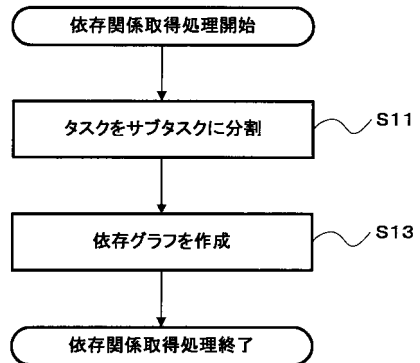 依存関係取得処理開始
タスクをサブタスクに分割
S11
依存グラフを作成
S13
依存関係取得処理終了